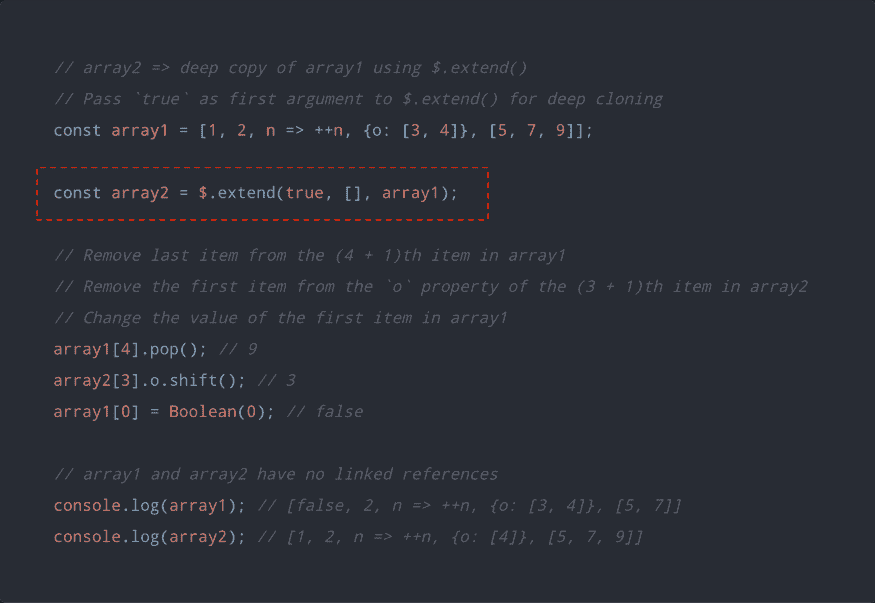 // array2 => deep copy of array1 using $.extend()
// Pass `true` as first argument to $.extend() for deep cloning
const array1 = [1, 2, n => ++n, {o: [3, 4]}, [5, 7, 9]];
const array2 = $.extend(true, [], array1);
// Remove last item from the (4 + 1)th item in array1
// Remove the first item from the `o` property of the (3 + 1)th item in array2
// Change the value of the first item in array1
array1[4].pop(); // 9
array2[3].o.shift(); // 3
array1[0] = Boolean(0); // false
// array1 and array2 have no linked references
console.log(array1); // [false, 2, n => ++n, {o: [3, 4]}, [5, 7]]
console.log(array2); // [1, 2, n => ++n, {o: [4]}, [5, 7, 9]]